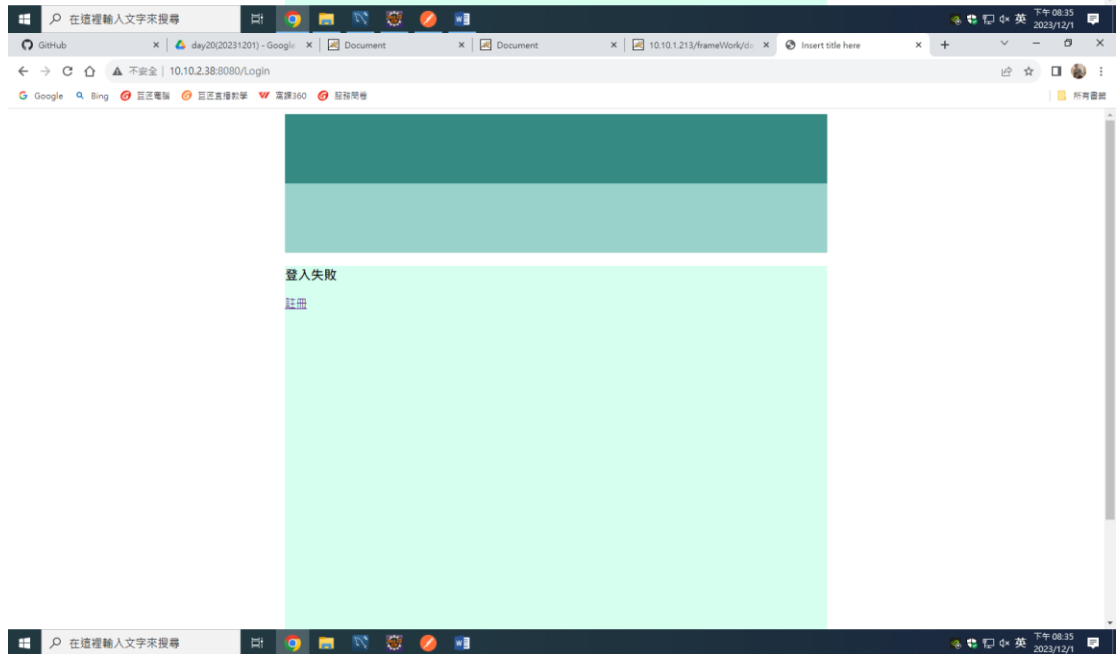 在這裡輸入文字來搜尋
英
下午 08:35
2023/12/1
GitHub
day20(20231201) - Google
Document
Document
10.10.1.213/frameWork/do
Insert title here
不安全 | 10.10.2.38:8080/Login
Google
Bing
巨匠電腦
巨匠直播教學
窩課360
服務問卷
所有書籤
登入失敗
註冊
在這裡輸入文字來搜尋
英
下午 08:35
2023/12/1